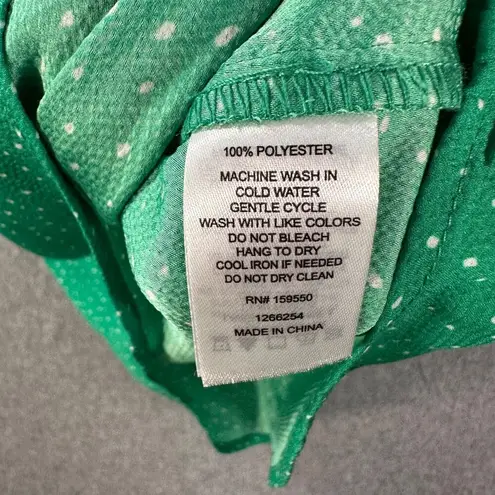 100% POLYESTER
MACHINE WASH IN
COLD WATER
GENTLE CYCLE
WASH WITH LIKE COLORS
DO NOT BLEACH
HANG TO DRY
COOL IRON IF NEEDED
DO NOT DRY CLEAN
RN# 159550
1266254
MADE IN CHINA